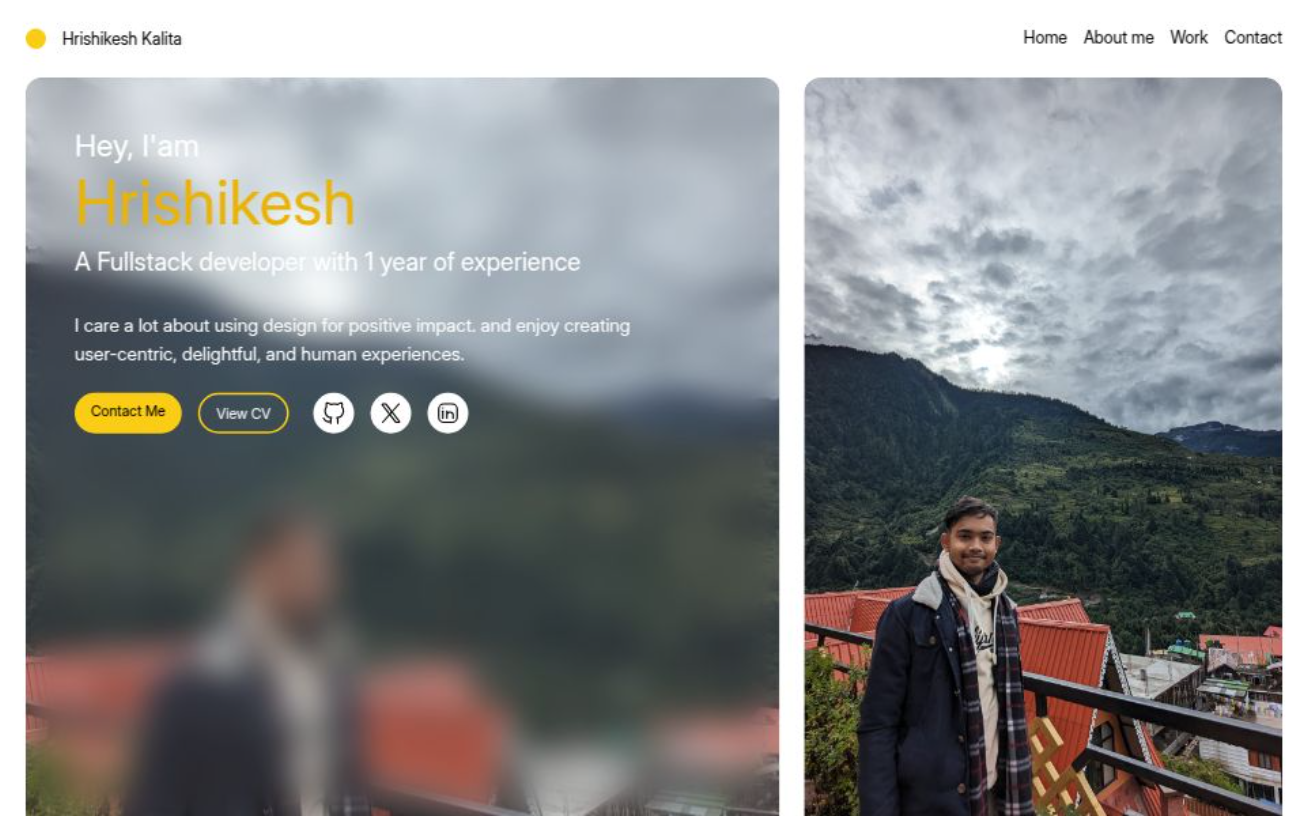 Hrishikesh Kalita
Home About me Work Contact
Hey, I'am
Hrishikesh
A Fullstack developer with 1 year of experience
I care a lot about using design for positive impact. and enjoy creating
user-centric, delightful, and human experiences.
Contact Me View CV in